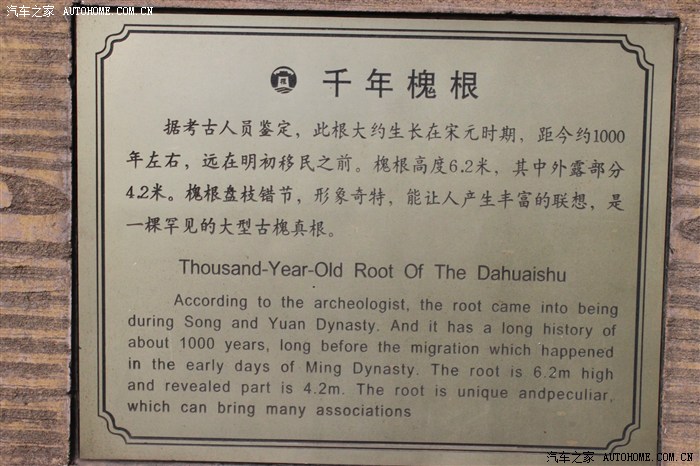 汽车之家 AUTOHOME.COM.CN
千年槐根
据考古人员鉴定，此根大约生长在宋元时期，距今约1000
年左右，远在明初移民之前。槐根高度6.2米，其中外露部分
4.2米。槐根盘枝错节，形象奇特，能让人产生丰富的联想，是
一棵罕见的大型古槐真根。
Thousand-Year-Old Root Of The Dahuaishu
According to the archeologist, the root came into being
during Song and Yuan Dynasty. And it has a long history of
about 1000 years, long before the migration which happened
in the early days of Ming Dynasty. The root is 6.2m high
and revealed part is 4.2m. The root is unique andpeculiar,
which can bring many associations
汽车之家 AUTOHOME.COM.CN